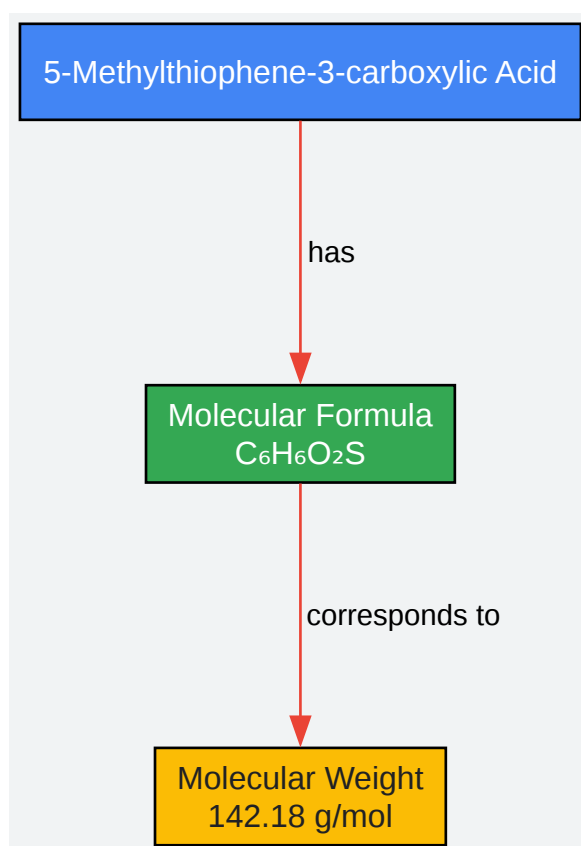 5-Methylthiophene-3-carboxylic Acid
has
Molecular Formula
C₆H₆O₂S
corresponds to
Molecular Weight
142.18 g/mol